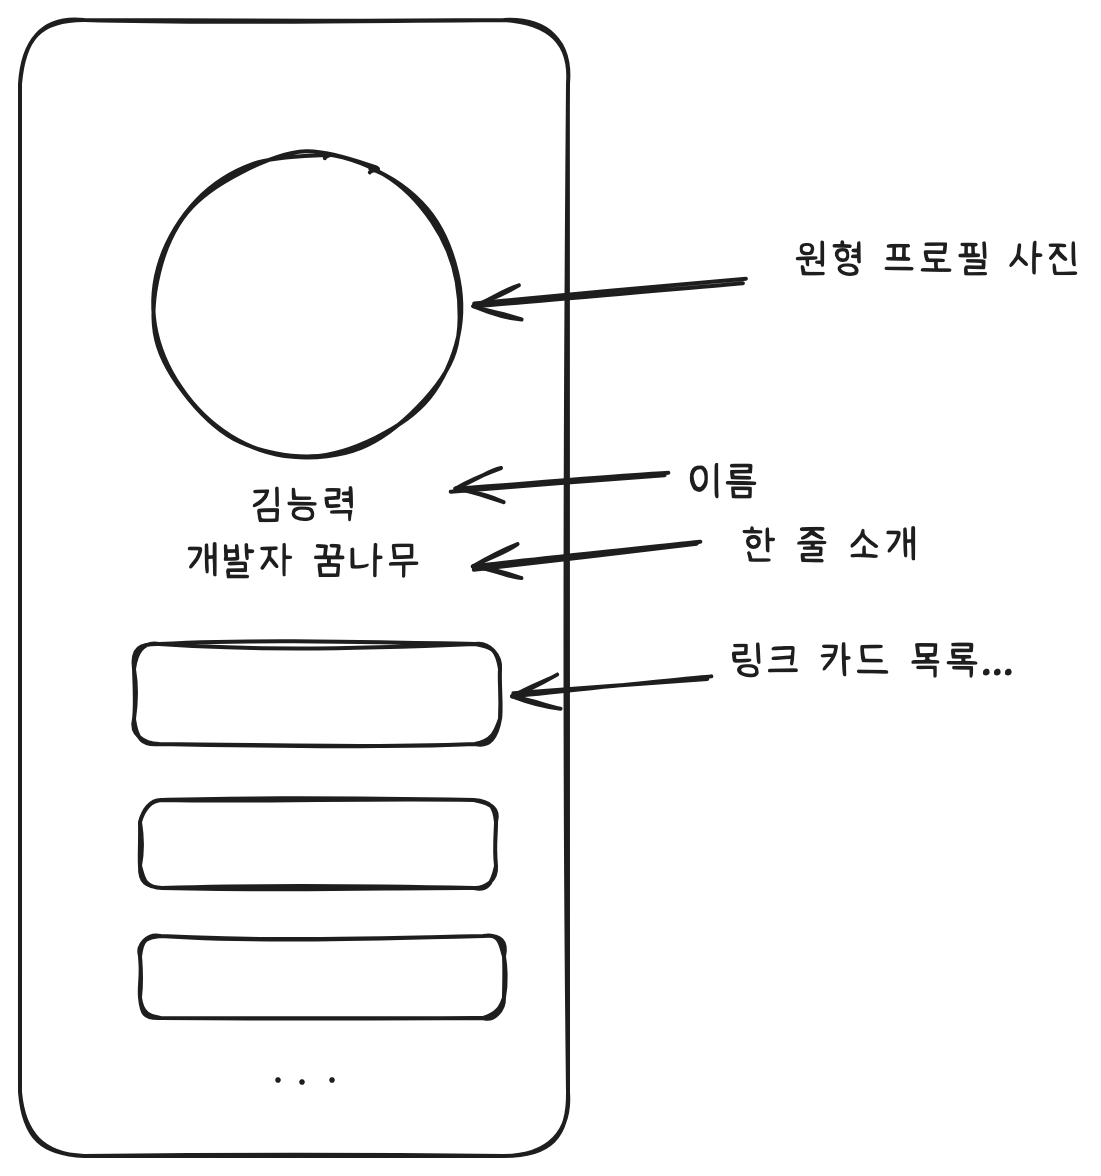 원형 프로필 사진
김능력
이름
개발자 꿈나무
한 줄 소개
링크 카드 목록...
. . .